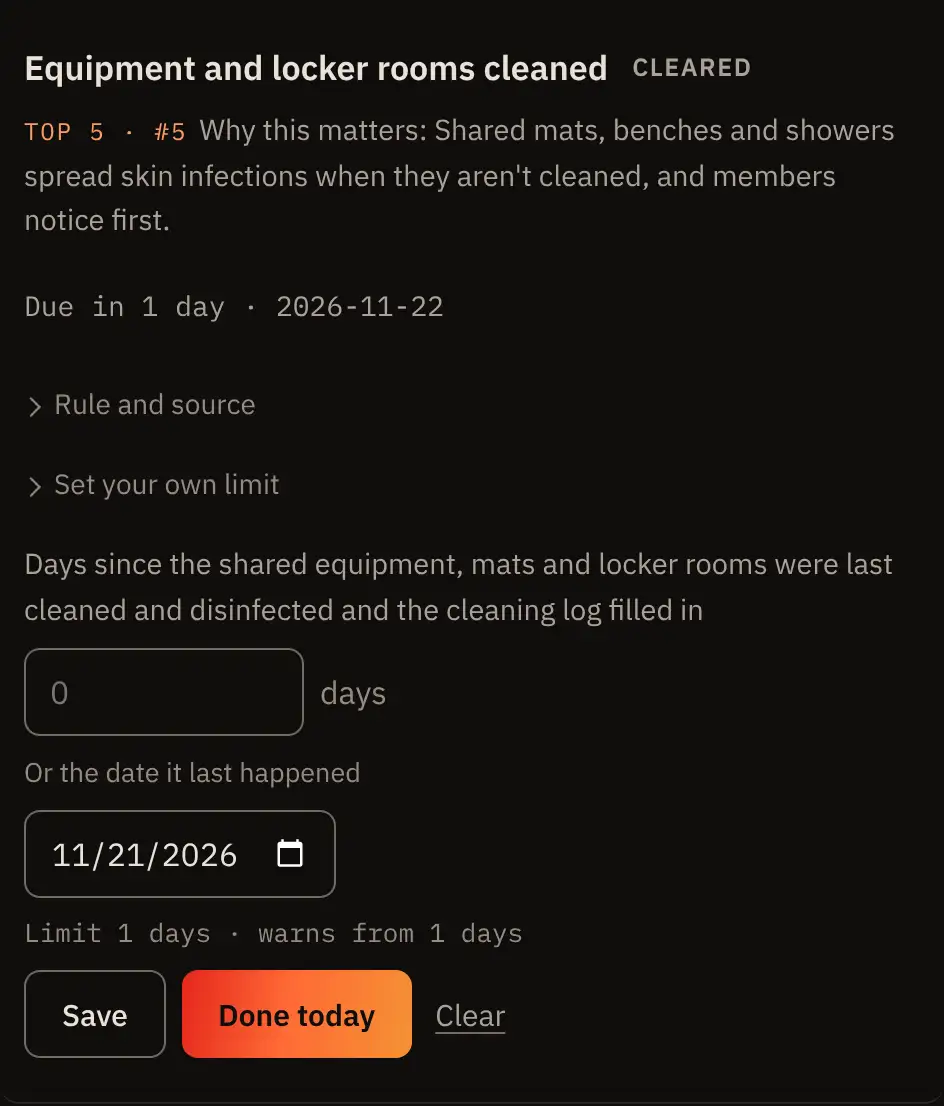 Equipment and locker rooms cleaned CLEARED
TOP 5 · #5 Why this matters: Shared mats, benches and showers
spread skin infections when they aren't cleaned, and members
notice first.
Due in 1 day · 2026-11-22
Rule and source
Set your own limit
Days since the shared equipment, mats and locker rooms were last
cleaned and disinfected and the cleaning log filled in
0 days
Or the date it last happened
11/21/2026
Limit 1 days · warns from 1 days
Save Done today Clear